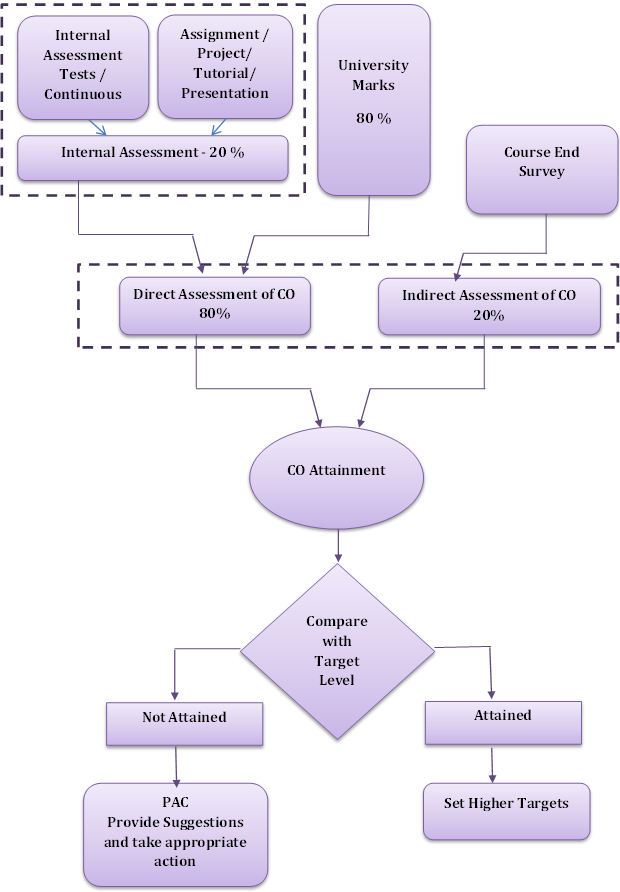 Internal
Assessment
Tests /
Continuous
Assignment /
Project/
Tutorial/
Presentation
University
Marks
80 %
Internal Assessment - 20 %
Course End
Survey
Direct Assessment of CO
80%
Indirect Assessment of CO
20%
CO Attainment
Compare
with
Target
Level
Not Attained
Attained
PAC
Provide Suggestions
and take appropriate
action
Set Higher Targets